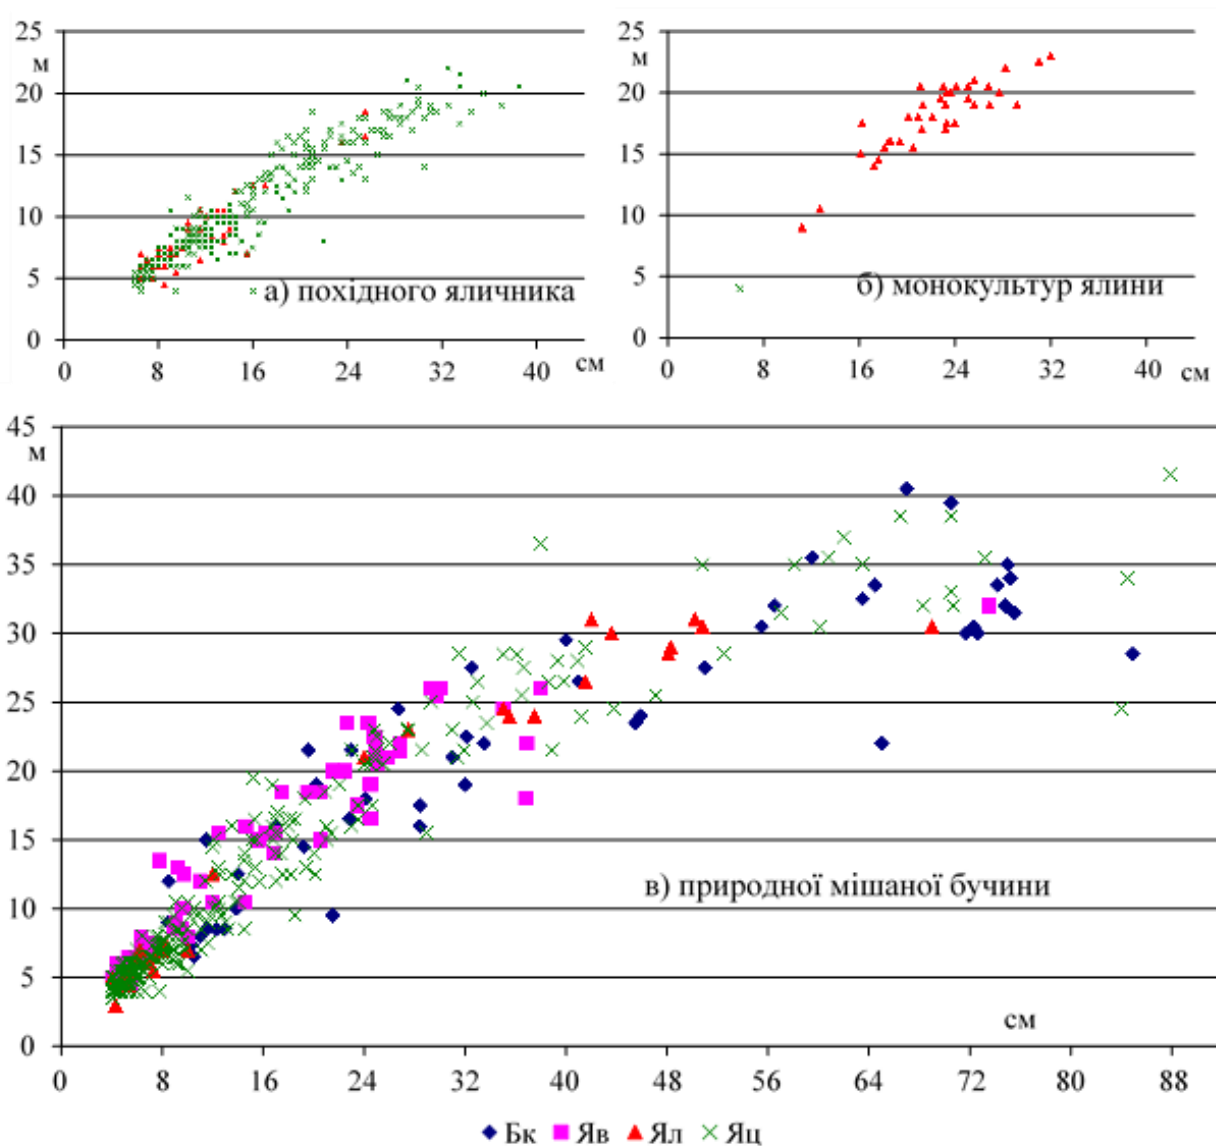 25
м
20
15
10
5
0
а) похідного яличника
0 8 16 24 32 40 см
25
м
20
15
10
5
0
б) монокультур ялини
0 8 16 24 32 40 см
45
м
40
35
30
25
20
15
10
5
0
в) природної мішаної бучини
см
0 8 16 24 32 40 48 56 64 72 80 88
Бк Яв Ял Яц